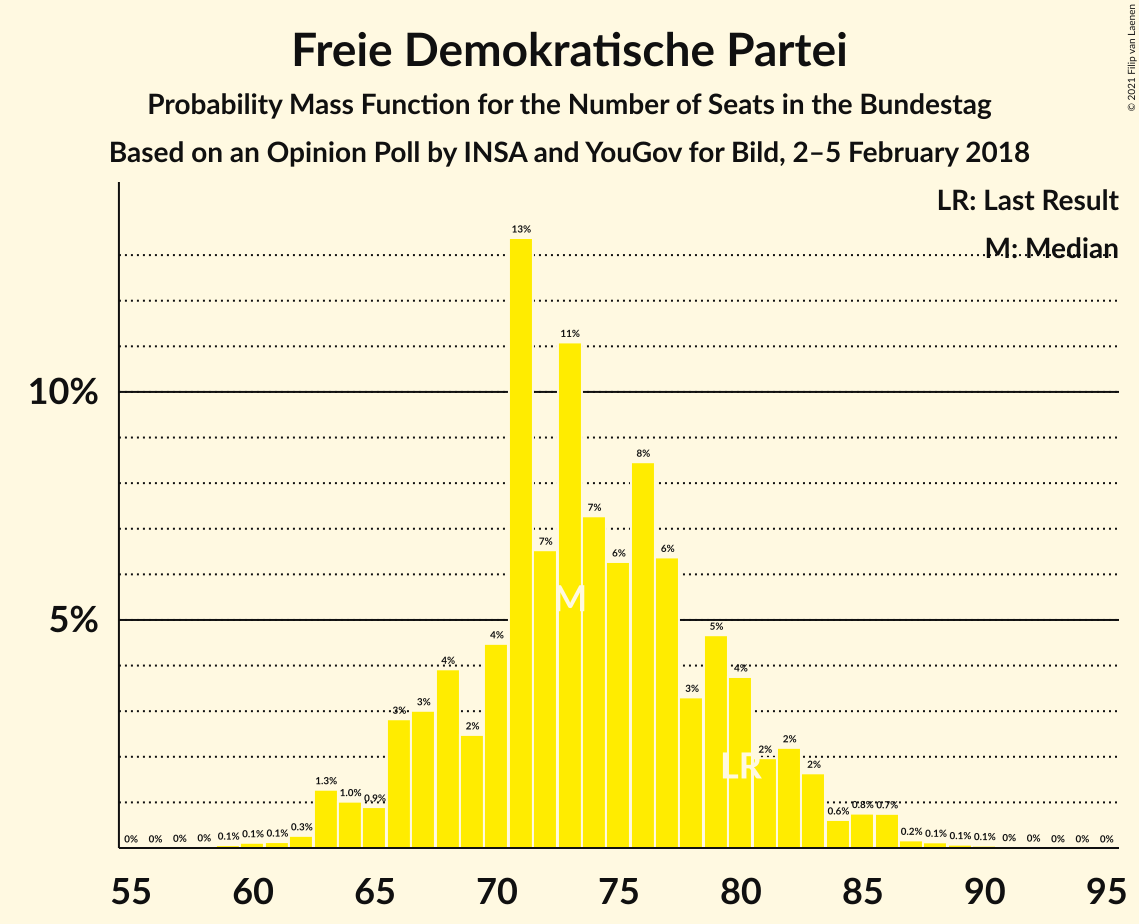 Freie Demokratische Partei
Probability Mass Function for the Number of Seats in the Bundestag
Based on an Opinion Poll by INSA and YouGov for Bild, 2–5 February 2018
© 2021 Filip van Laenen
LR: Last Result
M: Median
10%
5%
0% 0% 0% 0% 0.1% 0.1% 0.1% 0.3% 1.3% 1.0% 0.9% 3% 3% 4% 2% 4% 13% 7% 11% 7% 6% 8% 6% 3% 5% 4% 2% 2% 2% 0.6% 0.8% 0.7% 0.2% 0.1% 0.1% 0.1% 0% 0% 0% 0% 0%
M
LR
55 60 65 70 75 80 85 90 95